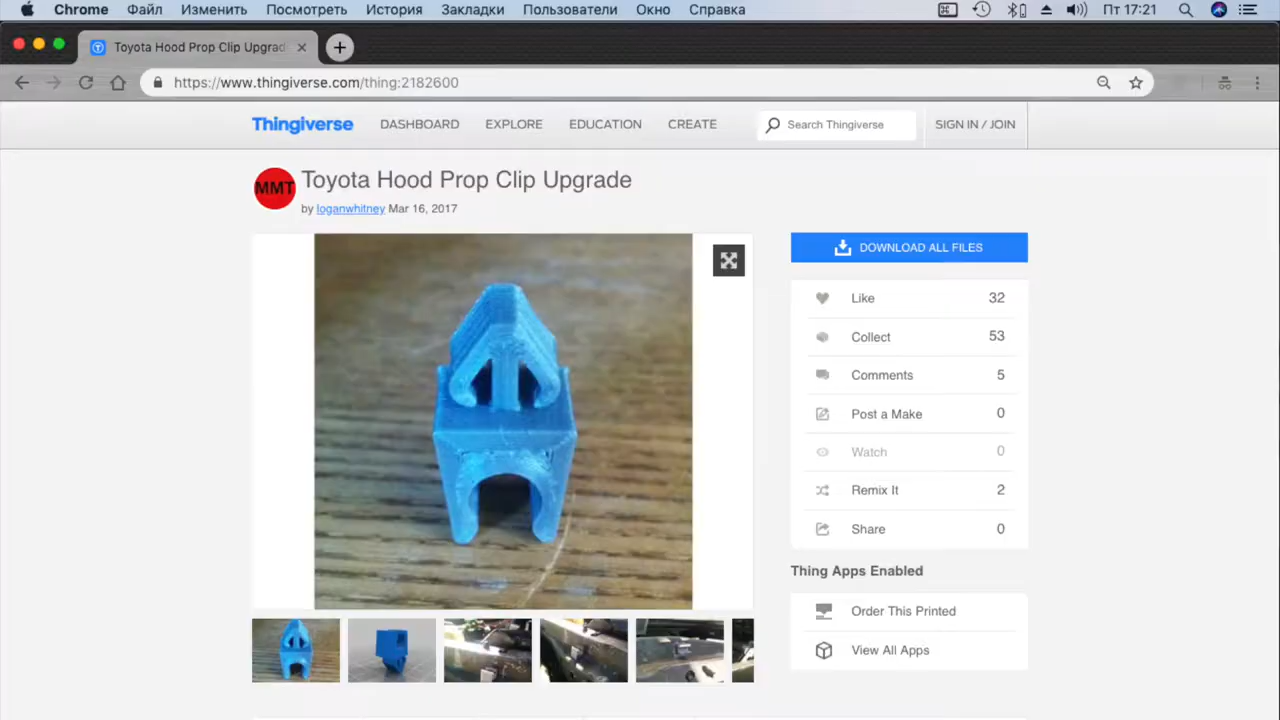 Chrome Файл Изменить Посмотреть История Закладки Пользователи Окно Справка Пт 17:21
Toyota Hood Prop Clip Upgrad
https://www.thingiverse.com/thing:2182600
Thingiverse DASHBOARD EXPLORE EDUCATION CREATE Search Thingiverse SIGN IN / JOIN
MMT
Toyota Hood Prop Clip Upgrade
by loganwhitney Mar 16, 2017
DOWNLOAD ALL FILES
Like 32
Collect 53
Comments 5
Post a Make 0
Watch 0
Remix It 2
Share 0
Thing Apps Enabled
Order This Printed
View All Apps